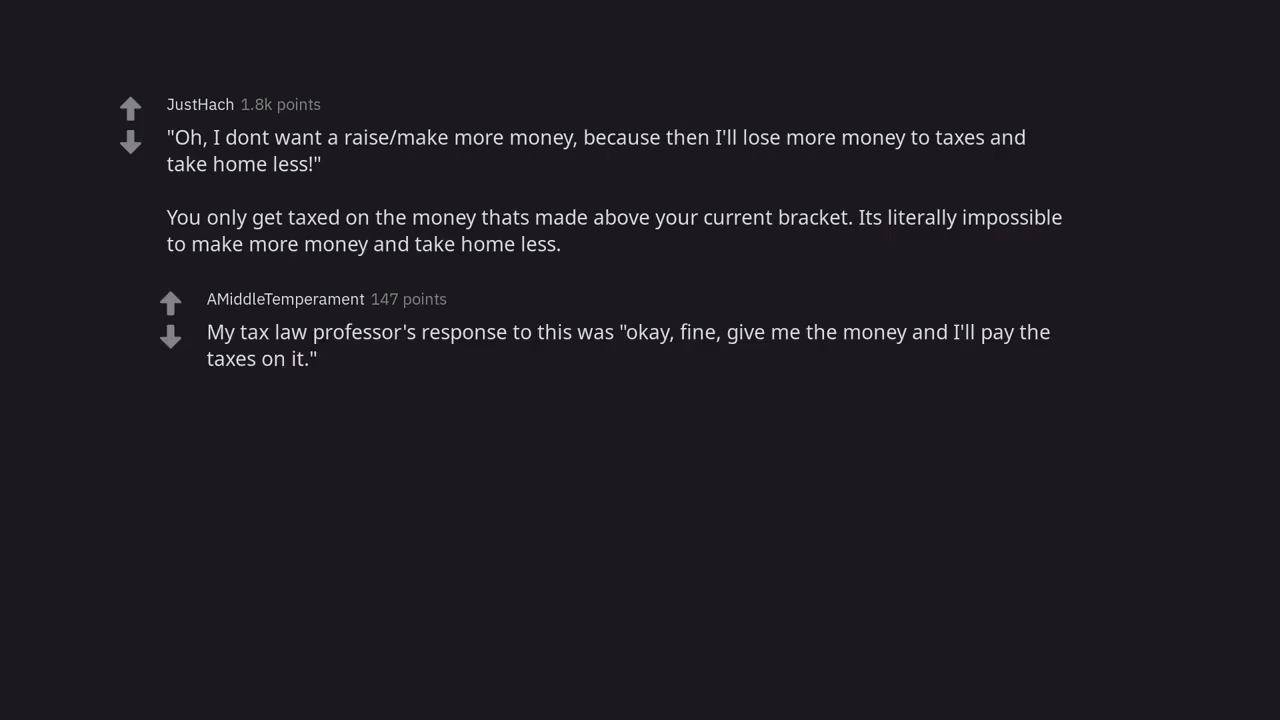 JustHach 1.8k points
"Oh, I dont want a raise/make more money, because then I'll lose more money to taxes and
take home less!"
You only get taxed on the money thats made above your current bracket. Its literally impossible
to make more money and take home less.
AMiddleTemperament 147 points
My tax law professor's response to this was "okay, fine, give me the money and I'll pay the
taxes on it."